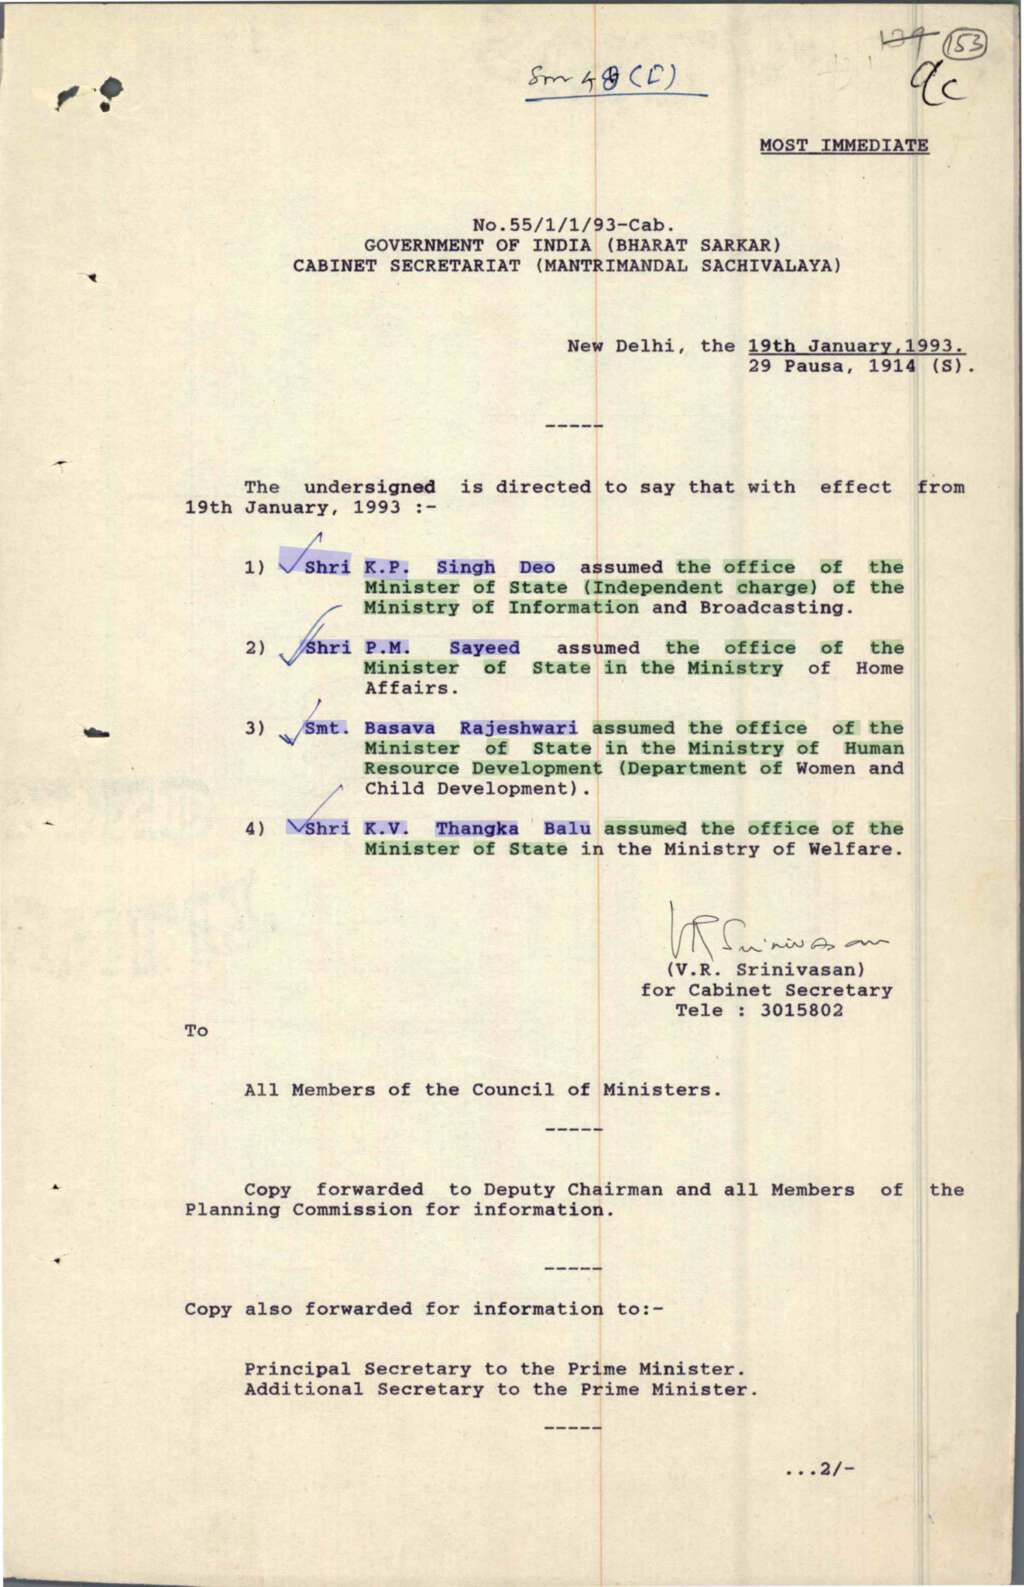 153
MOST IMMEDIATE
No.55/1/1/93-Cab.
GOVERNMENT OF INDIA (BHARAT SARKAR)
CABINET SECRETARIAT (MANTRIMANDAL SACHIVALAYA)
New Delhi, the 19th January,1993.
29 Pausa, 1914 (S).
-----
The undersigned is directed to say that with effect from
19th January, 1993 :-
1) Shri K.P. Singh Deo assumed the office of the
Minister of State (Independent charge) of the
Ministry of Information and Broadcasting.
2) Shri P.M. Sayeed assumed the office of the
Minister of State in the Ministry of Home
Affairs.
3) Smt. Basava Rajeshwari assumed the office of the
Minister of State in the Ministry of Human
Resource Development (Department of Women and
Child Development).
4) Shri K.V. Thangka Balu assumed the office of the
Minister of State in the Ministry of Welfare.
VR Srinivasan
(V.R. Srinivasan)
for Cabinet Secretary
Tele : 3015802
To
All Members of the Council of Ministers.
-----
Copy forwarded to Deputy Chairman and all Members of the
Planning Commission for information.
-----
Copy also forwarded for information to:-
Principal Secretary to the Prime Minister.
Additional Secretary to the Prime Minister.
-----
...2/-